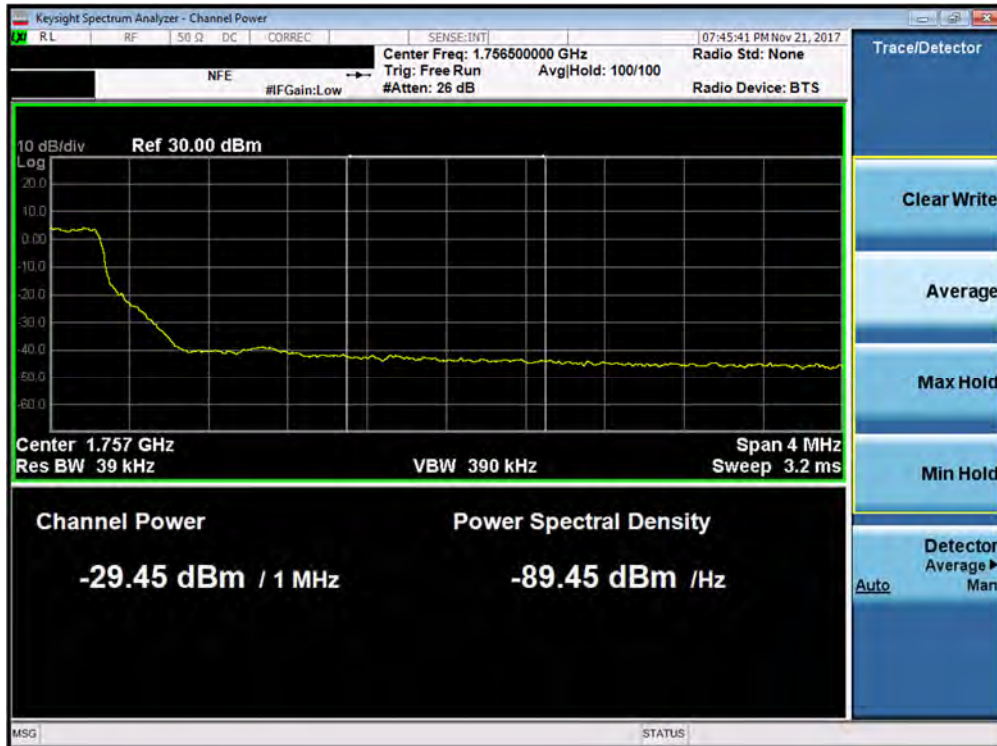 Keysight Spectrum Analyzer - Channel Power
LXI RL RF 50 Ω DC CORREC SENSE:INT 07:45:41 PM Nov 21, 2017
Center Freq: 1.756500000 GHz Radio Std: None
NFE Trig: Free Run Avg|Hold: 100/100
#IFGain:Low #Atten: 26 dB Radio Device: BTS
Trace/Detector
10 dB/div Ref 30.00 dBm
Log
20.0
10.0
0.00
-10.0
-20.0
-30.0
-40.0
-50.0
-60.0
Center 1.757 GHz Span 4 MHz
Res BW 39 kHz VBW 390 kHz Sweep 3.2 ms
Channel Power Power Spectral Density
-29.45 dBm / 1 MHz -89.45 dBm /Hz
Clear Write
Average
Max Hold
Min Hold
Detector
Average
Auto Man
MSG STATUS